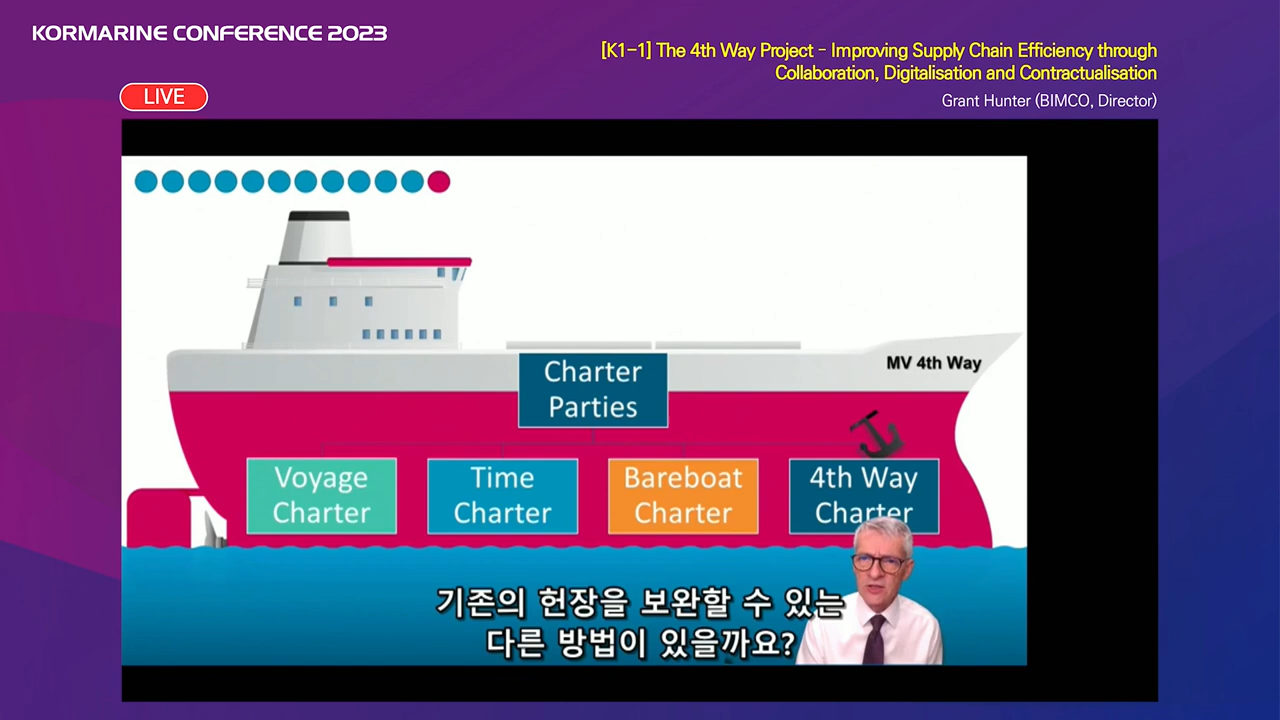 KORMARINE CONFERENCE 2023
[K1-1] The 4th Way Project - Improving Supply Chain Efficiency through
Collaboration, Digitalisation and Contractualisation
Grant Hunter (BIMCO, Director)
LIVE
MV 4th Way
Charter
Parties
Voyage
Charter
Time
Charter
Bareboat
Charter
4th Way
Charter
기존의 헌장을 보완할 수 있는
다른 방법이 있을까요?